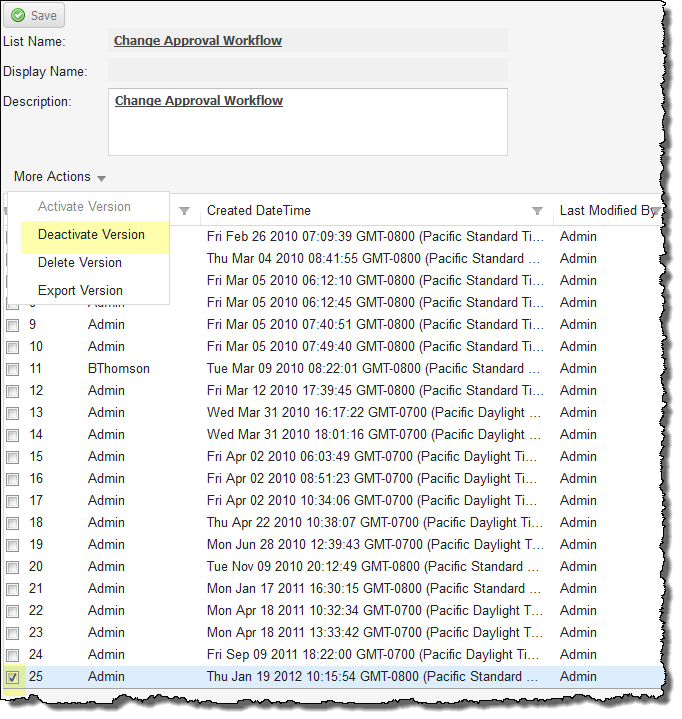 Save
List Name: Change Approval Workflow
Display Name:
Description: Change Approval Workflow
More Actions
Activate Version
Deactivate Version
Delete Version
Export Version
Created DateTime Last Modified By
Fri Feb 26 2010 07:09:39 GMT-0800 (Pacific Standard Ti... Admin
Thu Mar 04 2010 08:41:55 GMT-0800 (Pacific Standard ... Admin
Fri Mar 05 2010 06:12:10 GMT-0800 (Pacific Standard Ti... Admin
Fri Mar 05 2010 06:12:45 GMT-0800 (Pacific Standard Ti... Admin
9 Admin Fri Mar 05 2010 07:40:51 GMT-0800 (Pacific Standard Ti... Admin
10 Admin Fri Mar 05 2010 07:49:40 GMT-0800 (Pacific Standard Ti... Admin
11 BThomson Tue Mar 09 2010 08:22:01 GMT-0800 (Pacific Standard ... Admin
12 Admin Fri Mar 12 2010 17:39:45 GMT-0800 (Pacific Standard Ti... Admin
13 Admin Wed Mar 31 2010 16:17:22 GMT-0700 (Pacific Daylight ... Admin
14 Admin Wed Mar 31 2010 18:01:16 GMT-0700 (Pacific Daylight ... Admin
15 Admin Fri Apr 02 2010 06:03:49 GMT-0700 (Pacific Daylight Ti... Admin
16 Admin Fri Apr 02 2010 08:51:23 GMT-0700 (Pacific Daylight Ti... Admin
17 Admin Fri Apr 02 2010 10:34:06 GMT-0700 (Pacific Daylight Ti... Admin
18 Admin Thu Apr 22 2010 10:38:07 GMT-0700 (Pacific Daylight Ti... Admin
19 Admin Mon Jun 28 2010 12:39:43 GMT-0700 (Pacific Daylight Ti... Admin
20 Admin Tue Nov 09 2010 20:12:49 GMT-0800 (Pacific Standard ... Admin
21 Admin Mon Jan 17 2011 16:30:15 GMT-0800 (Pacific Standard ... Admin
22 Admin Mon Apr 18 2011 10:32:34 GMT-0700 (Pacific Daylight T... Admin
23 Admin Mon Apr 18 2011 13:33:42 GMT-0700 (Pacific Daylight T... Admin
24 Admin Fri Sep 09 2011 18:22:00 GMT-0700 (Pacific Daylight Ti... Admin
25 Admin Thu Jan 19 2012 10:15:54 GMT-0800 (Pacific Standard ... Admin